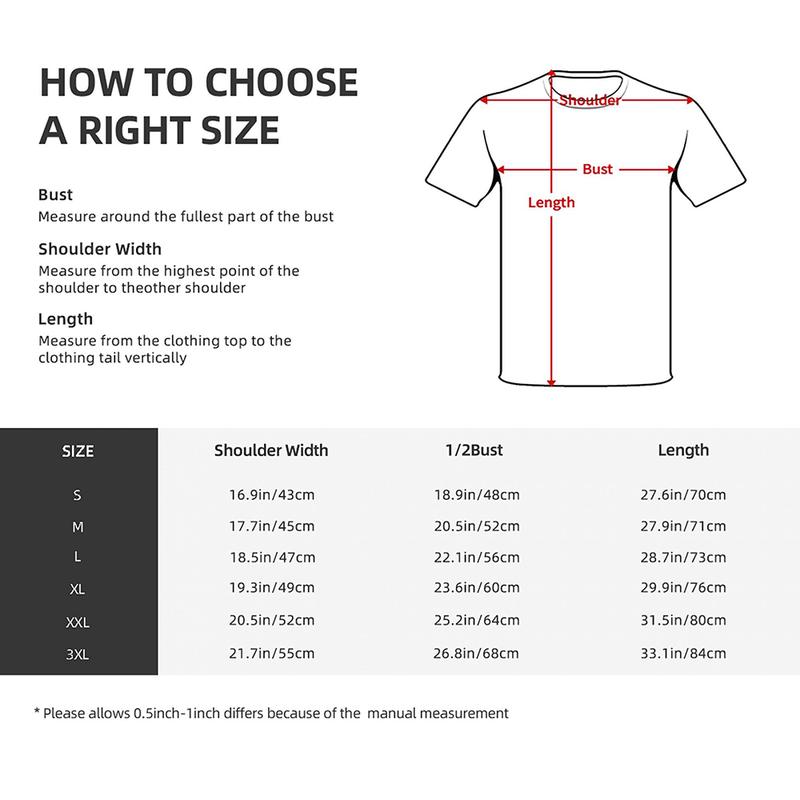 HOW TO CHOOSE
A RIGHT SIZE
Bust
Measure around the fullest part of the bust
Shoulder Width
Measure from the highest point of the
shoulder to theother shoulder
Length
Measure from the clothing top to the
clothing tail vertically
Shoulder
Bust
Length
SIZE Shoulder Width 1/2Bust Length
S 16.9in/43cm 18.9in/48cm 27.6in/70cm
M 17.7in/45cm 20.5in/52cm 27.9in/71cm
L 18.5in/47cm 22.1in/56cm 28.7in/73cm
XL 19.3in/49cm 23.6in/60cm 29.9in/76cm
XXL 20.5in/52cm 25.2in/64cm 31.5in/80cm
3XL 21.7in/55cm 26.8in/68cm 33.1in/84cm
* Please allows 0.5inch-1inch differs because of the manual measurement